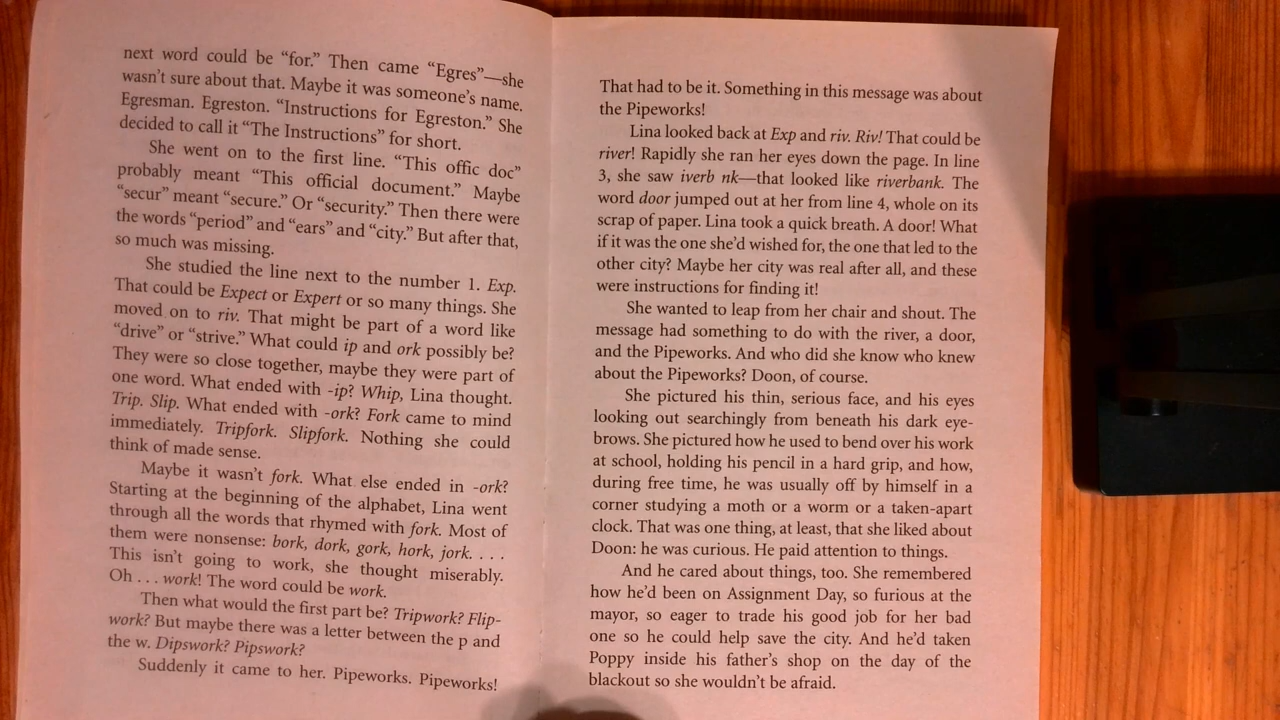 next word could be “for.” Then came “Egres”—she
wasn’t sure about that. Maybe it was someone’s name.
Egresman. Egreston. “Instructions for Egreston.” She
decided to call it “The Instructions” for short.
She went on to the first line. “This offic doc”
probably meant “This official document.” Maybe
“secur” meant “secure.” Or “security.” Then there were
the words “period” and “ears” and “city.” But after that,
so much was missing.
She studied the line next to the number 1. Exp.
That could be Expect or Expert or so many things. She
moved on to riv. That might be part of a word like
“drive” or “strive.” What could ip and ork possibly be?
They were so close together, maybe they were part of
one word. What ended with -ip? Whip, Lina thought.
Trip. Slip. What ended with -ork? Fork came to mind
immediately. Tripfork. Slipfork. Nothing she could
think of made sense.
Maybe it wasn’t fork. What else ended in -ork?
Starting at the beginning of the alphabet, Lina went
through all the words that rhymed with fork. Most of
them were nonsense: bork, dork, gork, hork, jork. . . .
This isn’t going to work, she thought miserably.
Oh . . . work! The word could be work.
Then what would the first part be? Tripwork? Flip-
work? But maybe there was a letter between the p and
the w. Dipswork? Pipswork?
Suddenly it came to her. Pipeworks. Pipeworks!
That had to be it. Something in this message was about
the Pipeworks!
Lina looked back at Exp and riv. Riv! That could be
river! Rapidly she ran her eyes down the page. In line
3, she saw iverb nk—that looked like riverbank. The
word door jumped out at her from line 4, whole on its
scrap of paper. Lina took a quick breath. A door! What
if it was the one she’d wished for, the one that led to the
other city? Maybe her city was real after all, and these
were instructions for finding it!
She wanted to leap from her chair and shout. The
message had something to do with the river, a door,
and the Pipeworks. And who did she know who knew
about the Pipeworks? Doon, of course.
She pictured his thin, serious face, and his eyes
looking out searchingly from beneath his dark eye-
brows. She pictured how he used to bend over his work
at school, holding his pencil in a hard grip, and how,
during free time, he was usually off by himself in a
corner studying a moth or a worm or a taken-apart
clock. That was one thing, at least, that she liked about
Doon: he was curious. He paid attention to things.
And he cared about things, too. She remembered
how he’d been on Assignment Day, so furious at the
mayor, so eager to trade his good job for her bad
one so he could help save the city. And he’d taken
Poppy inside his father’s shop on the day of the
blackout so she wouldn’t be afraid.